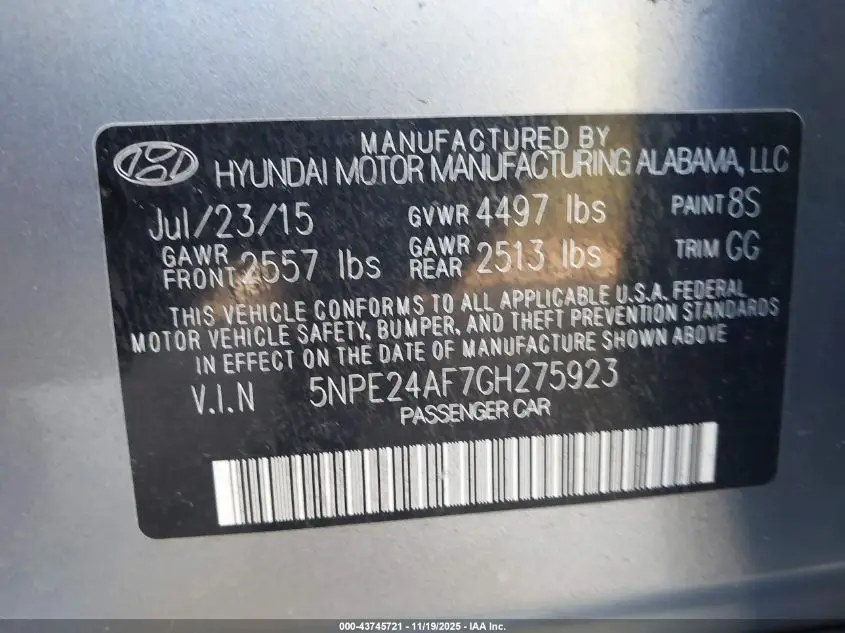 MANUFACTURED BY
HYUNDAI MOTOR MANUFACTURING ALABAMA, LLC
Jul/23/15 GVWR 4497 lbs PAINT 8S
GAWR FRONT 2557 lbs GAWR REAR 2513 lbs TRIM GG
THIS VEHICLE CONFORMS TO ALL APPLICABLE U.S.A. FEDERAL
MOTOR VEHICLE SAFETY, BUMPER, AND THEFT PREVENTION STANDARDS
IN EFFECT ON THE DATE OF MANUFACTURE SHOWN ABOVE
V.I.N 5NPE24AF7GH275923
PASSENGER CAR
000-43745721 - 11/19/2025 - IAA Inc.